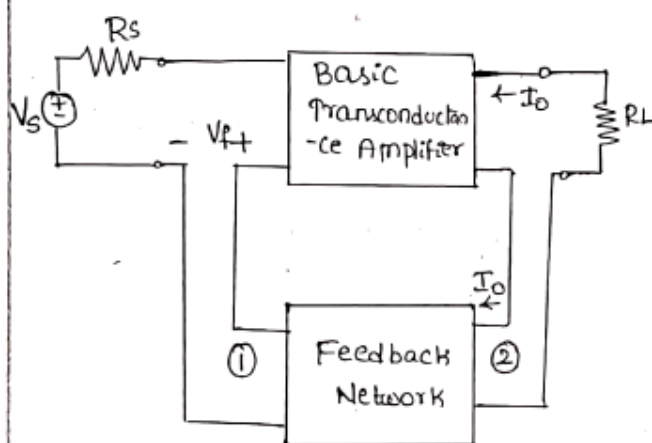 Rs
Vs
±
- Vf +
Basic
Transconductan
-ce Amplifier
← Io
RL
Io
←
①
Feedback
Network
②